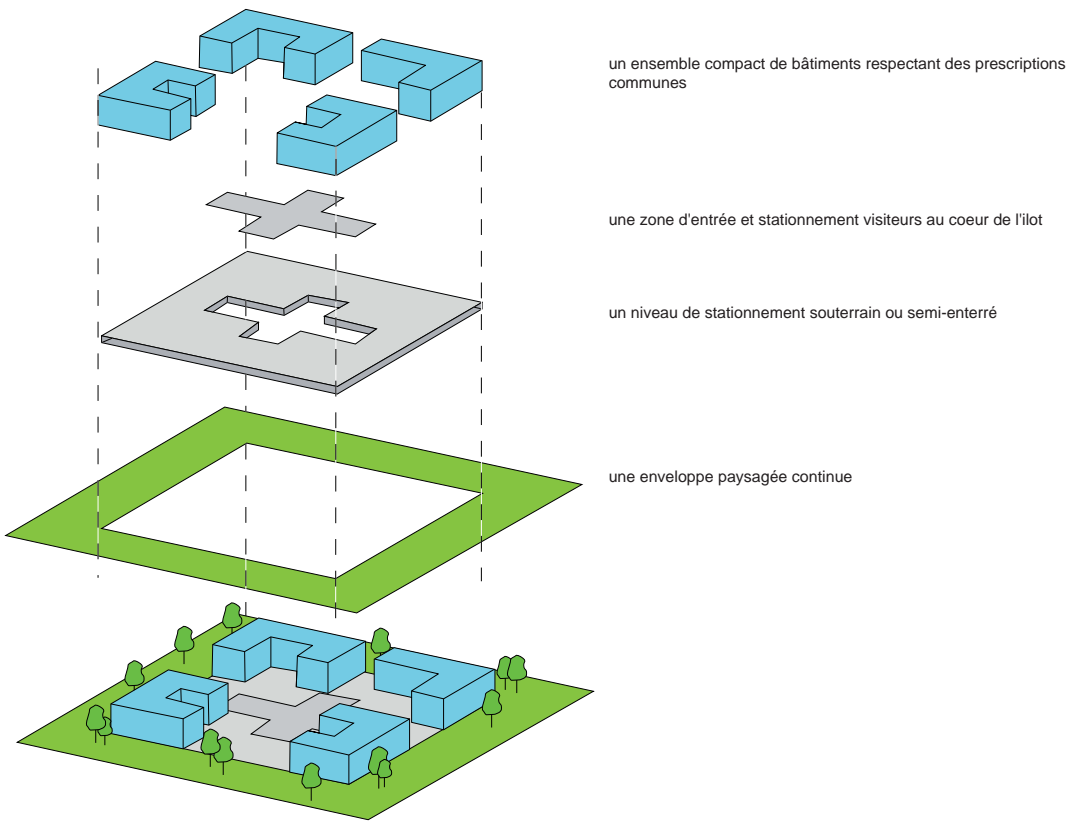 un ensemble compact de bâtiments respectant des prescriptions
communes
une zone d'entrée et stationnement visiteurs au coeur de l'ilot
un niveau de stationnement souterrain ou semi-enterré
une enveloppe paysagée continue